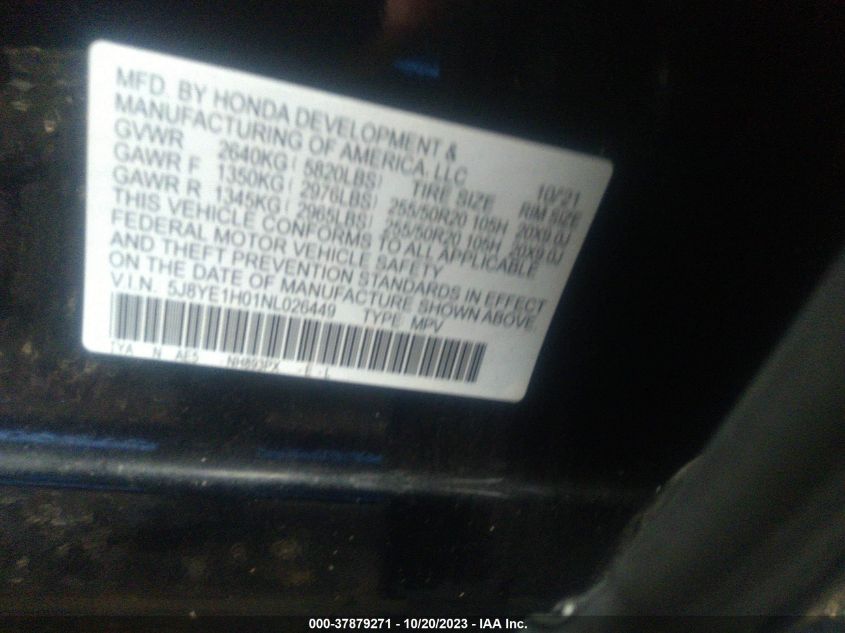 MFD. BY HONDA DEVELOPMENT &
MANUFACTURING OF AMERICA, LLC 10/21
GVWR 2640KG ( 5820LBS) TIRE SIZE RIM SIZE
GAWR F 1350KG ( 2976LBS) 255/50R20 105H 20X9.0J
GAWR R 1345KG ( 2965LBS) 255/50R20 105H 20X9.0J
THIS VEHICLE CONFORMS TO ALL APPLICABLE
FEDERAL MOTOR VEHICLE SAFETY
AND THEFT PREVENTION STANDARDS IN EFFECT
ON THE DATE OF MANUFACTURE SHOWN ABOVE.
V.I.N. 5J8YE1H01NL026449 TYPE MPV
TYA N AE5 NH893PX E L
000-37879271 - 10/20/2023 - IAA Inc.